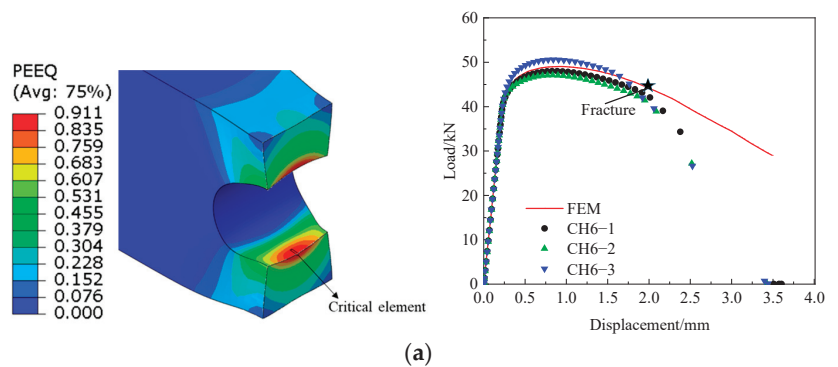 PEEQ
(Avg: 75%)
0.911
0.835
0.759
0.683
0.607
0.531
0.455
0.379
0.304
0.228
0.152
0.076
0.000
Critical element
60
50
40
30
20
10
0
Load/kN
Fracture
FEM
CH6−1
CH6−2
CH6−3
0.0 0.5 1.0 1.5 2.0 2.5 3.0 3.5 4.0
Displacement/mm
(a)